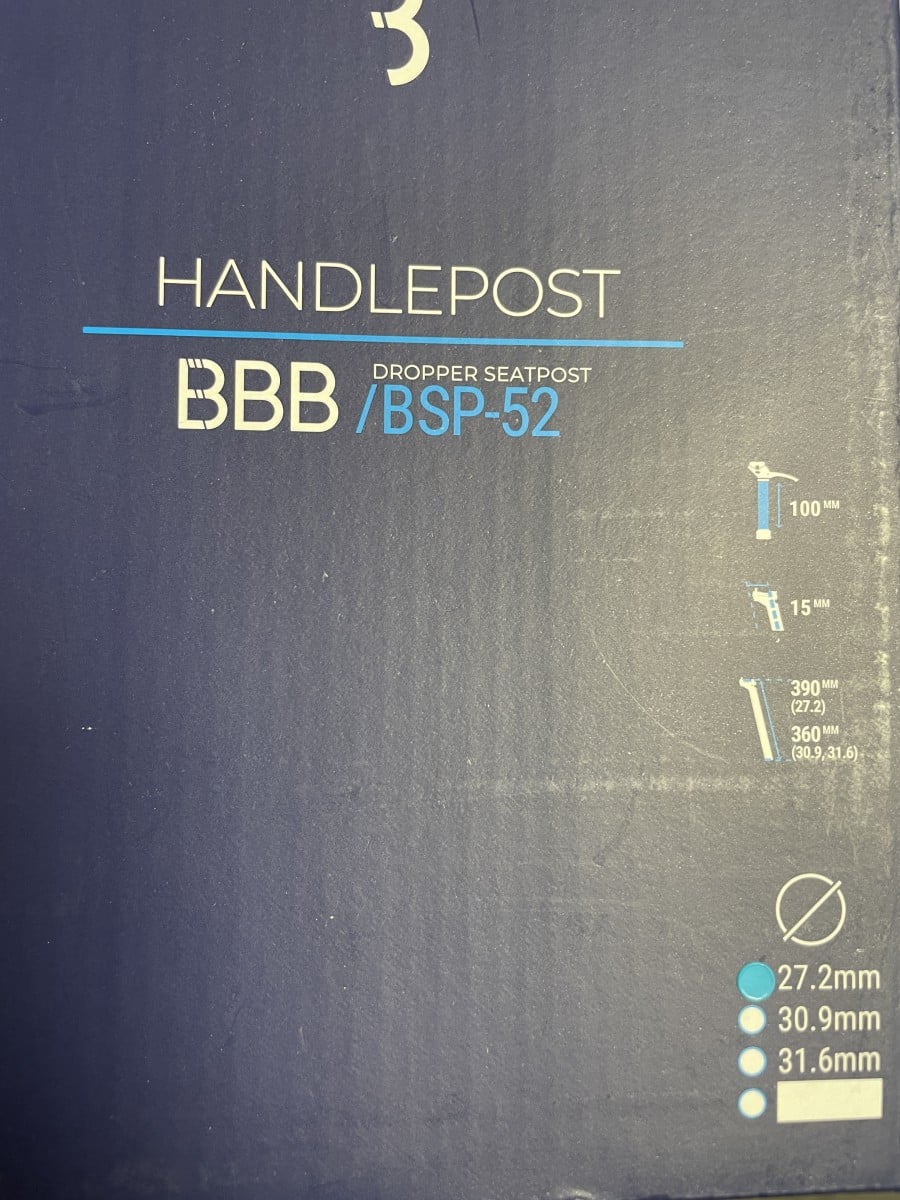 B
HANDLEPOST
BBB
DROPPER SEATPOST
/BSP-52
100 MM
15 MM
390 MM
(27.2)
360 MM
(30.9, 31.6)
27.2mm
30.9mm
31.6mm